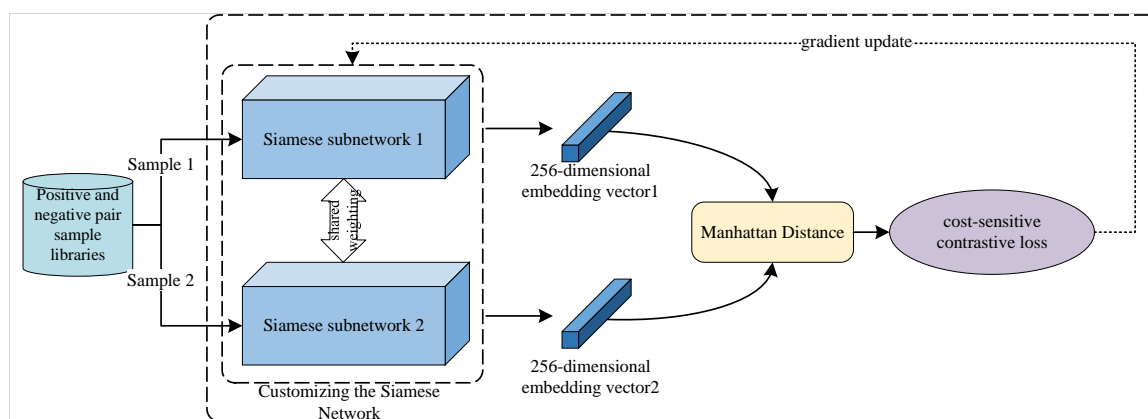 gradient update
Siamese subnetwork 1
Sample 1
256-dimensional
embedding vector1
Positive and
negative pair
sample
libraries
shared
weighting
Manhattan Distance
cost-sensitive
contrastive loss
Sample 2
Siamese subnetwork 2
256-dimensional
embedding vector2
Customizing the Siamese
Network